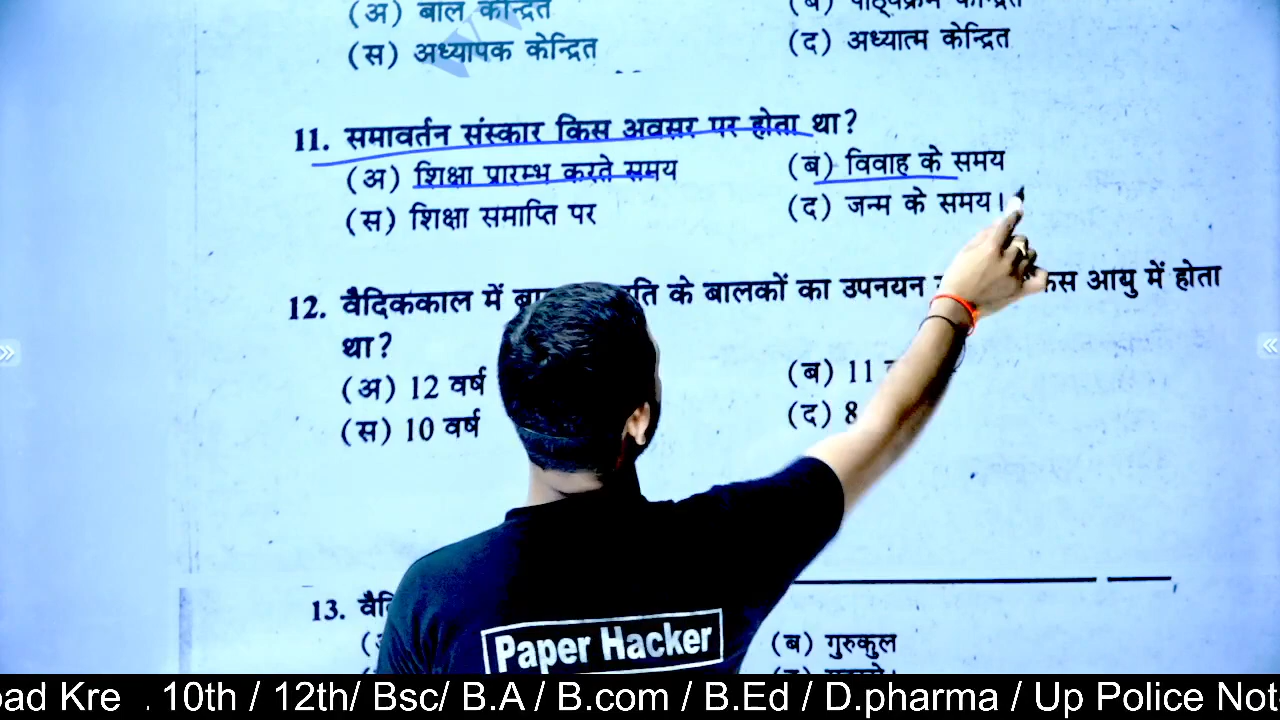 (अ) बाल केन्द्रित
(स) अध्यापक केन्द्रित (द) अध्यात्म केन्द्रित
11. समावर्तन संस्कार किस अवसर पर होता था?
(अ) शिक्षा प्रारम्भ करते समय (ब) विवाह के समय
(स) शिक्षा समाप्ति पर (द) जन्म के समय।
12. वैदिककाल में के बालकों का उपनयन आयु में होता
था?
(अ) 12 वर्ष (ब) 11
(स) 10 वर्ष (द) 8
13.
(ब) गुरुकुल
Paper Hacker
Kre . 10th / 12th/ Bsc/ B.A / B.com / B.Ed / D.pharma / Up Police Not